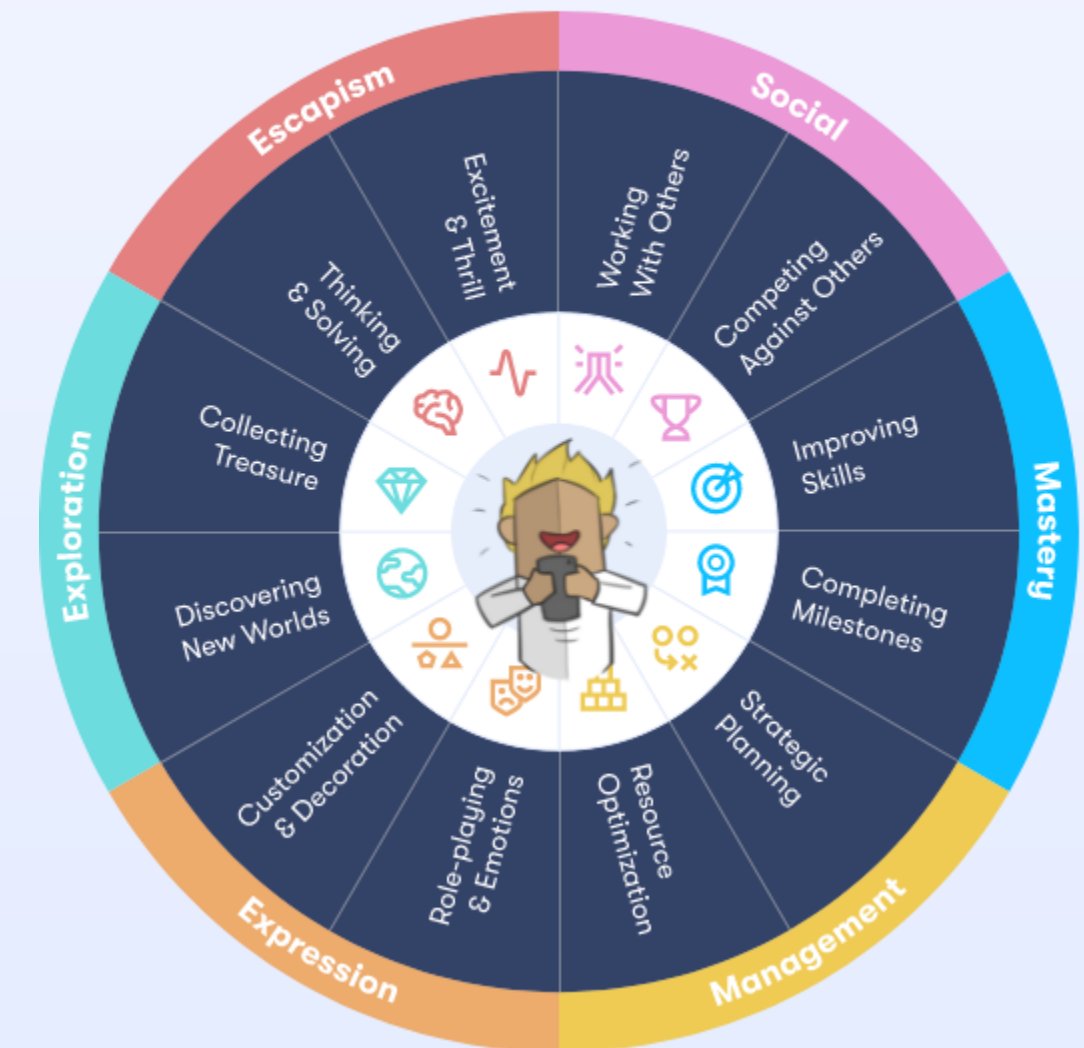 Social
Working
With Others
Competing
Against Others
Mastery
Improving
Skills
Completing
Milestones
Management
Strategic
Planning
Resource
Optimization
Expression
Role-playing
& Emotions
Customization
& Decoration
Exploration
Discovering
New Worlds
Collecting
Treasure
Escapism
Thinking
& Solving
Excitement
& Thrill